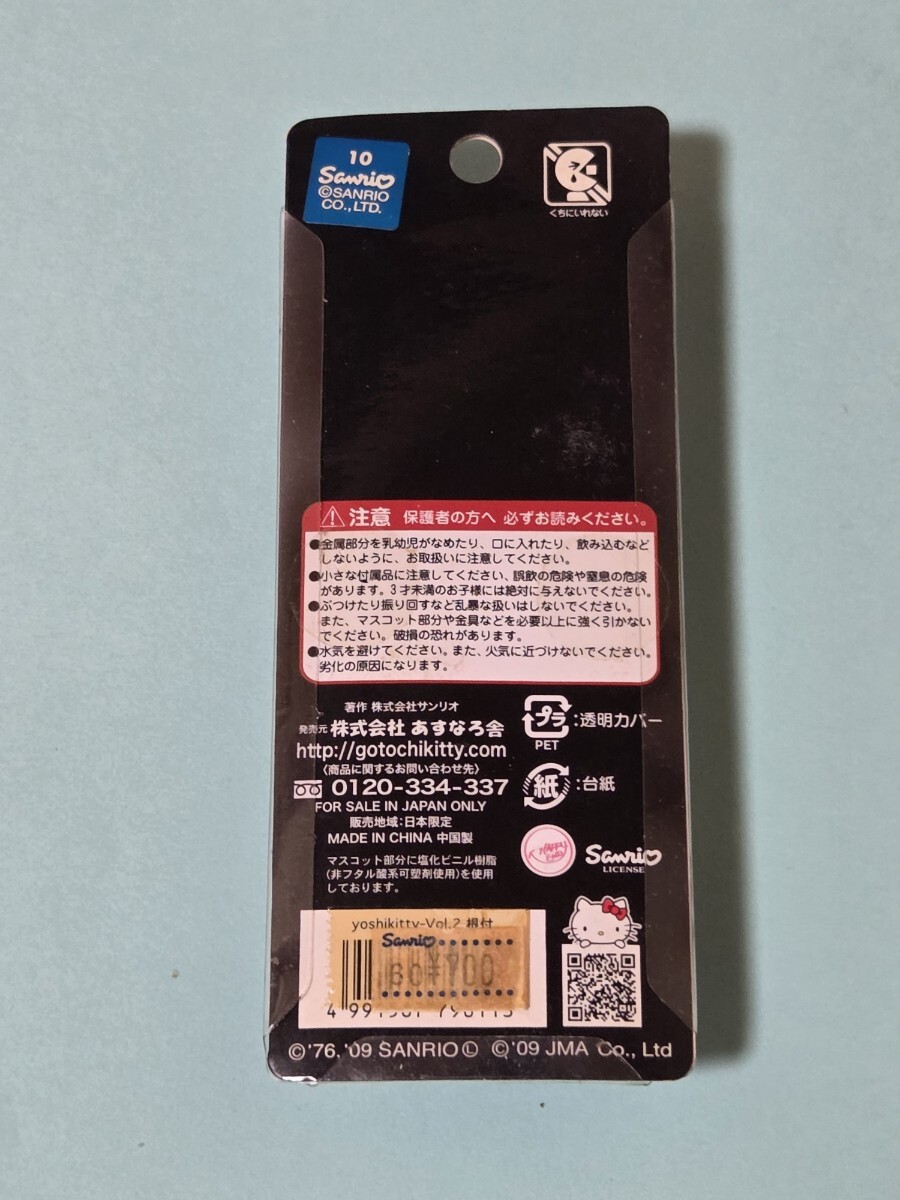 10
Sanrio
©SANRIO
CO., LTD.
くちにいれない
注意 保護者の方へ 必ずお読みください。
●金属部分を乳幼児がなめたり、口に入れたり、飲み込むなど
しないように、お取扱いに注意してください。
●小さな付属品に注意してください、誤飲の危険や窒息の危険
があります。3才未満のお子様には絶対に与えないでください。
●ぶつけたり振り回すなど乱暴な扱いはしないでください。
また、マスコット部分や金具などを必要以上に強く引かない
でください。破損の恐れがあります。
●水気を避けてください。また、火気に近づけないでください。
劣化の原因になります。
著作 株式会社サンリオ
発売元 株式会社 あすなろ舎
http://gotochikitty.com
〈商品に関するお問い合わせ先〉
0120-334-337
FOR SALE IN JAPAN ONLY
販売地域:日本限定
MADE IN CHINA 中国製
マスコット部分に塩化ビニル樹脂
(非フタル酸系可塑剤使用)を使用
しております。
プラ :透明カバー
PET
紙 :台紙
Sanrio
LICENSE
yoshikitty-Vol.2 根付
Sanrio
¥700
©'76, '09 SANRIO Ⓛ ©'09 JMA Co., Ltd